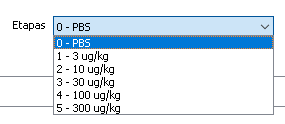 Etapas 0 - PBS
0 - PBS
1 - 3 ug/kg
2 - 10 ug/kg
3 - 30 ug/kg
4 - 100 ug/kg
5 - 300 ug/kg